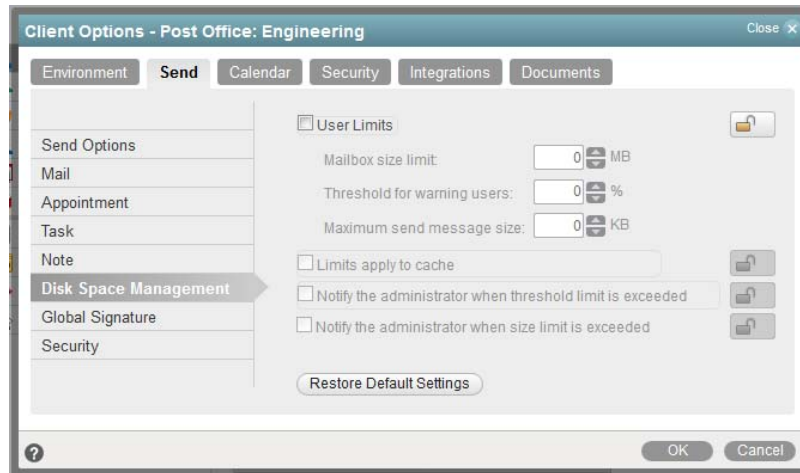 Client Options - Post Office: Engineering
Close
Environment Send Calendar Security Integrations Documents
Send Options
Mail
Appointment
Task
Note
Disk Space Management
Global Signature
Security
User Limits
Mailbox size limit: 0 MB
Threshold for warning users: 0 %
Maximum send message size: 0 KB
Limits apply to cache
Notify the administrator when threshold limit is exceeded
Notify the administrator when size limit is exceeded
Restore Default Settings
?
OK Cancel